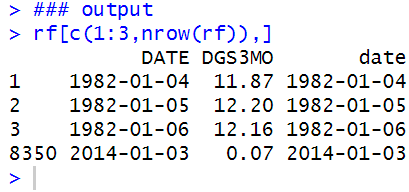 > ### output
> rf[c(1:3,nrow(rf)),]
DATE DGS3MO date
1 1982-01-04 11.87 1982-01-04
2 1982-01-05 12.20 1982-01-05
3 1982-01-06 12.16 1982-01-06
8350 2014-01-03 0.07 2014-01-03
>